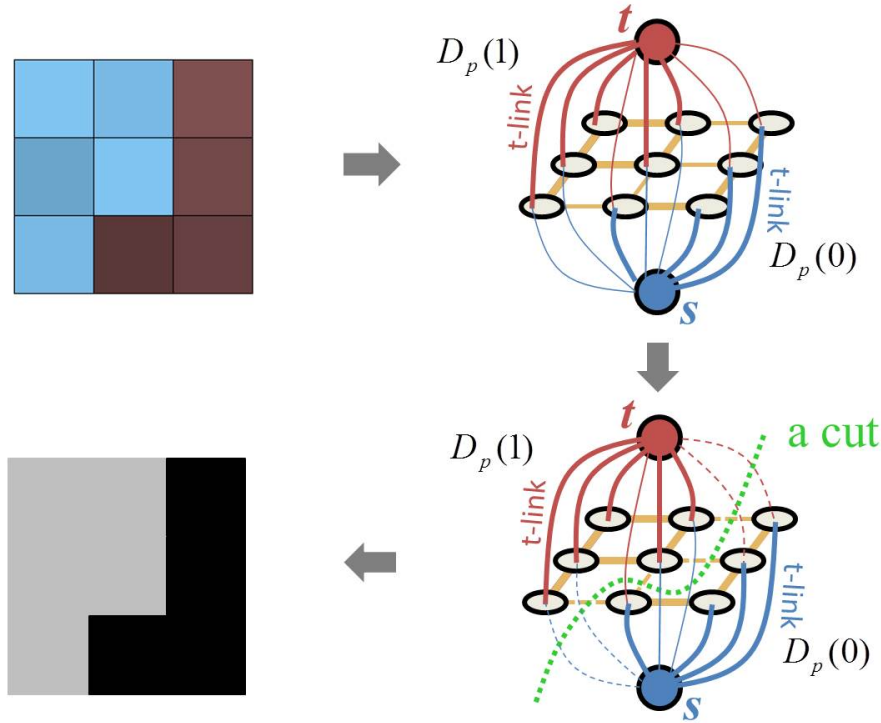 t
D_p(1)
t-link
t-link
D_p(0)
s
a cut
t
D_p(1)
t-link
t-link
D_p(0)
s